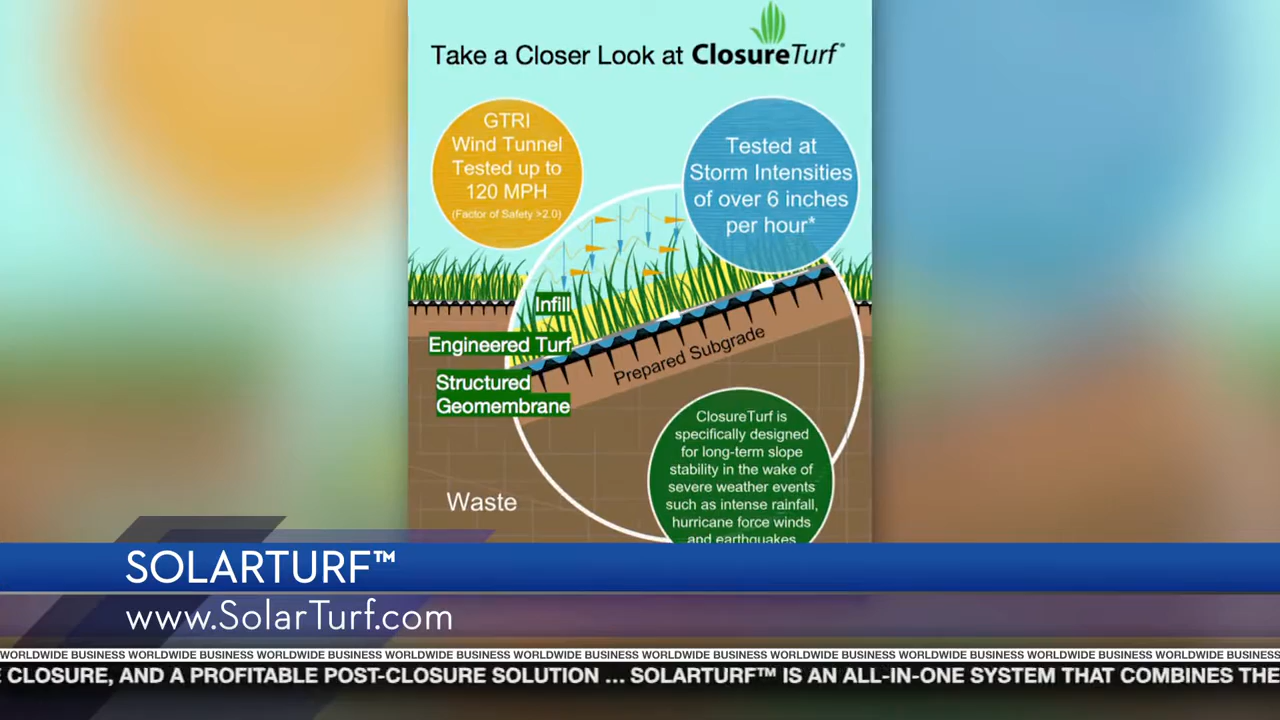 Take a Closer Look at ClosureTurf®
GTRI
Wind Tunnel
Tested up to
120 MPH
(Factor of Safety >2.0)
Tested at
Storm Intensities
of over 6 inches
per hour*
Infill
Engineered Turf
Structured
Geomembrane
Prepared Subgrade
Waste
ClosureTurf is
specifically designed
for long-term slope
stability in the wake of
severe weather events
such as intense rainfall,
hurricane force winds
and earthquakes
SOLARTURF™
www.SolarTurf.com
WORLDWIDE BUSINESS WORLDWIDE BUSINESS WORLDWIDE BUSINESS WORLDWIDE BUSINESS WORLDWIDE BUSINESS WORLDWIDE BUSINESS WORLDWIDE BUSINESS WORLDWIDE BUSINESS WORLDWIDE BUSINESS WORLDWIDE BUSINESS
E CLOSURE, AND A PROFITABLE POST-CLOSURE SOLUTION ... SOLARTURF™ IS AN ALL-IN-ONE SYSTEM THAT COMBINES THE